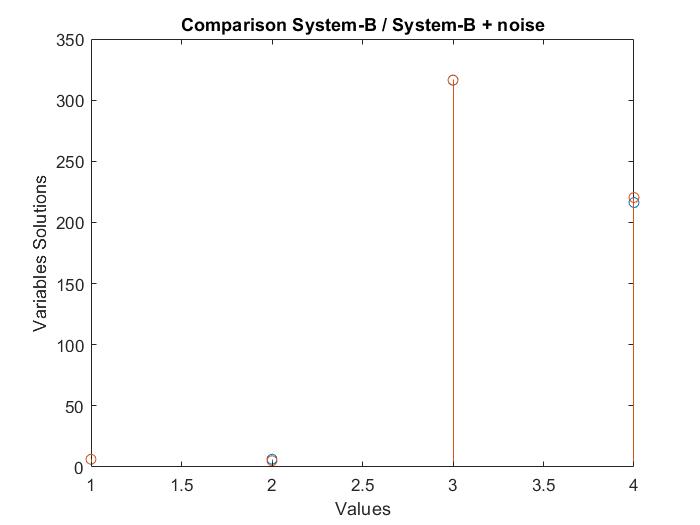 Comparison System-B / System-B + noise
350
300
250
200
150
100
50
0
Variables Solutions
1 1.5 2 2.5 3 3.5 4
Values